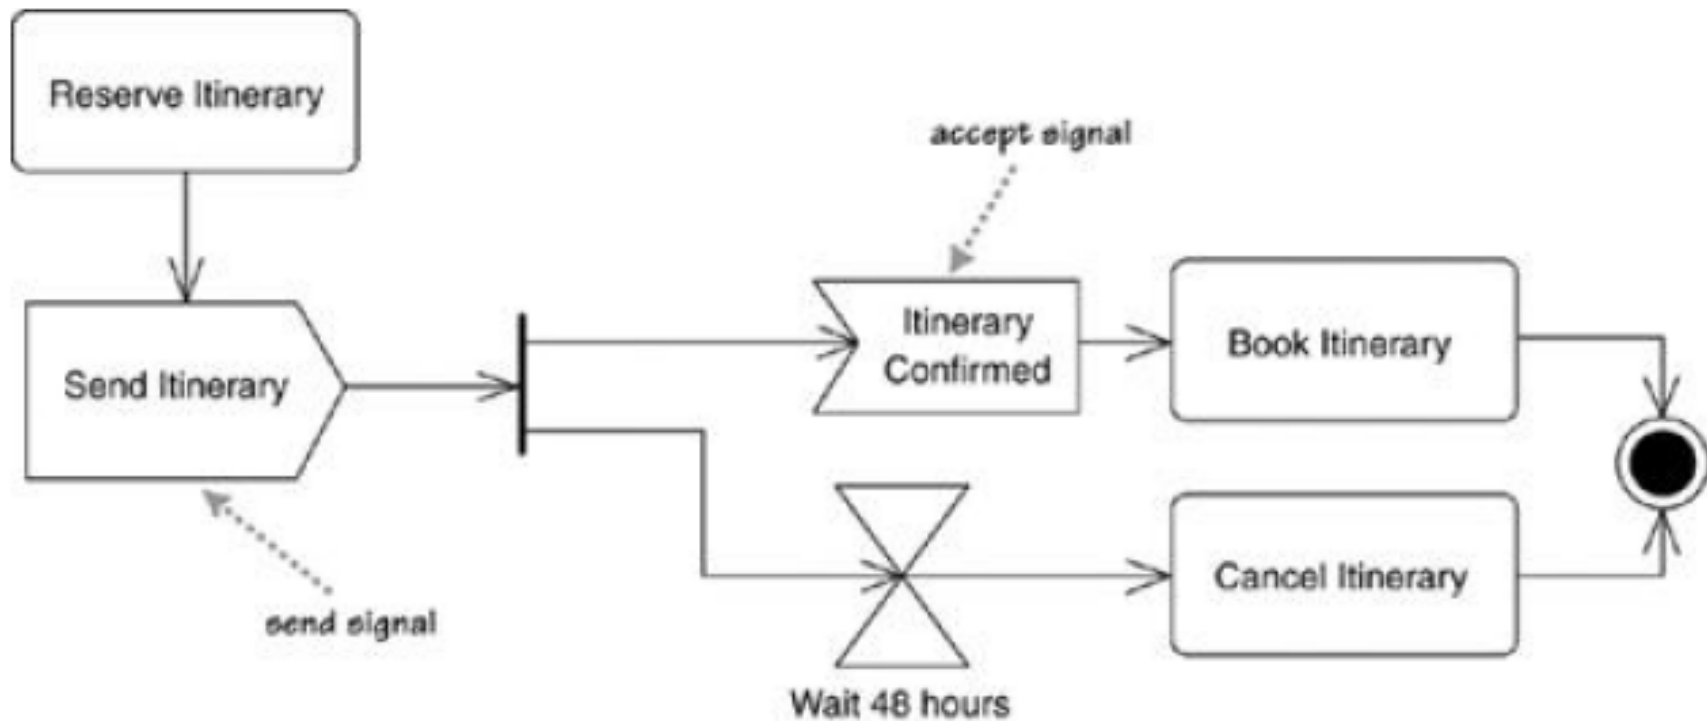 Reserve Itinerary
accept signal
Itinerary
Confirmed
Book Itinerary
Send Itinerary
send signal
Cancel Itinerary
Wait 48 hours